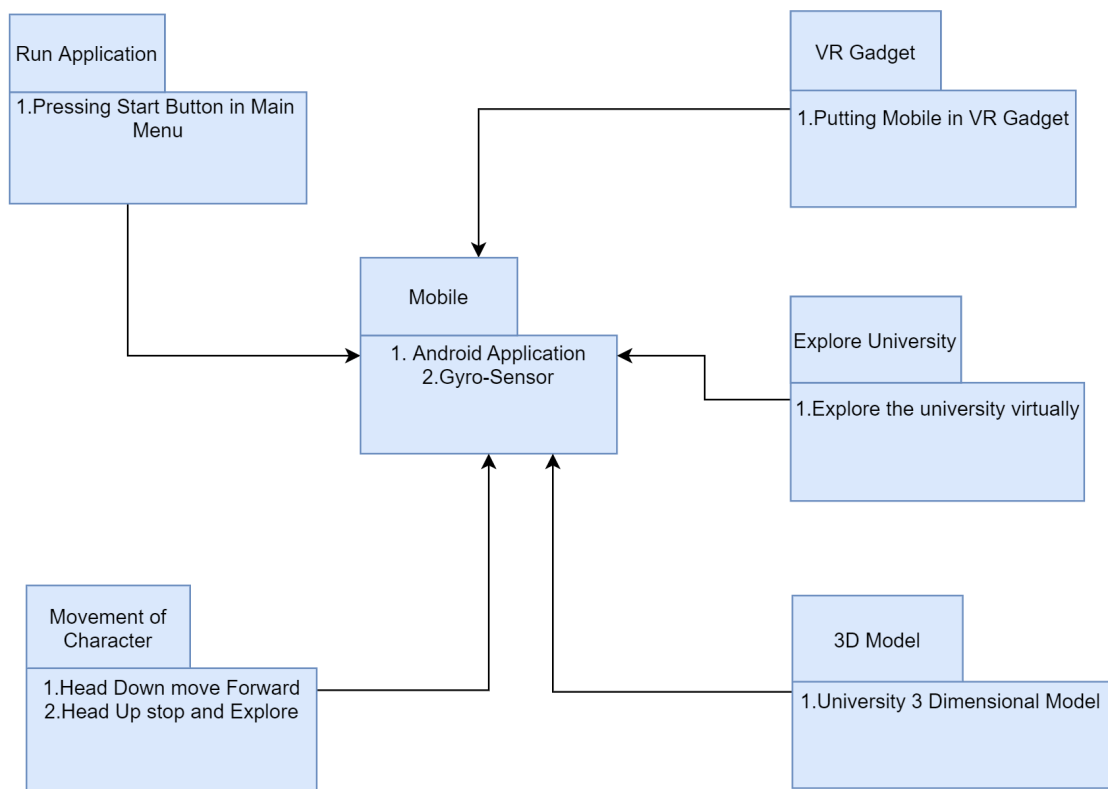 Run Application
1.Pressing Start Button in Main
Menu
VR Gadget
1.Putting Mobile in VR Gadget
Mobile
1. Android Application
2.Gyro-Sensor
Explore University
1.Explore the university virtually
Movement of
Character
1.Head Down move Forward
2.Head Up stop and Explore
3D Model
1.University 3 Dimensional Model